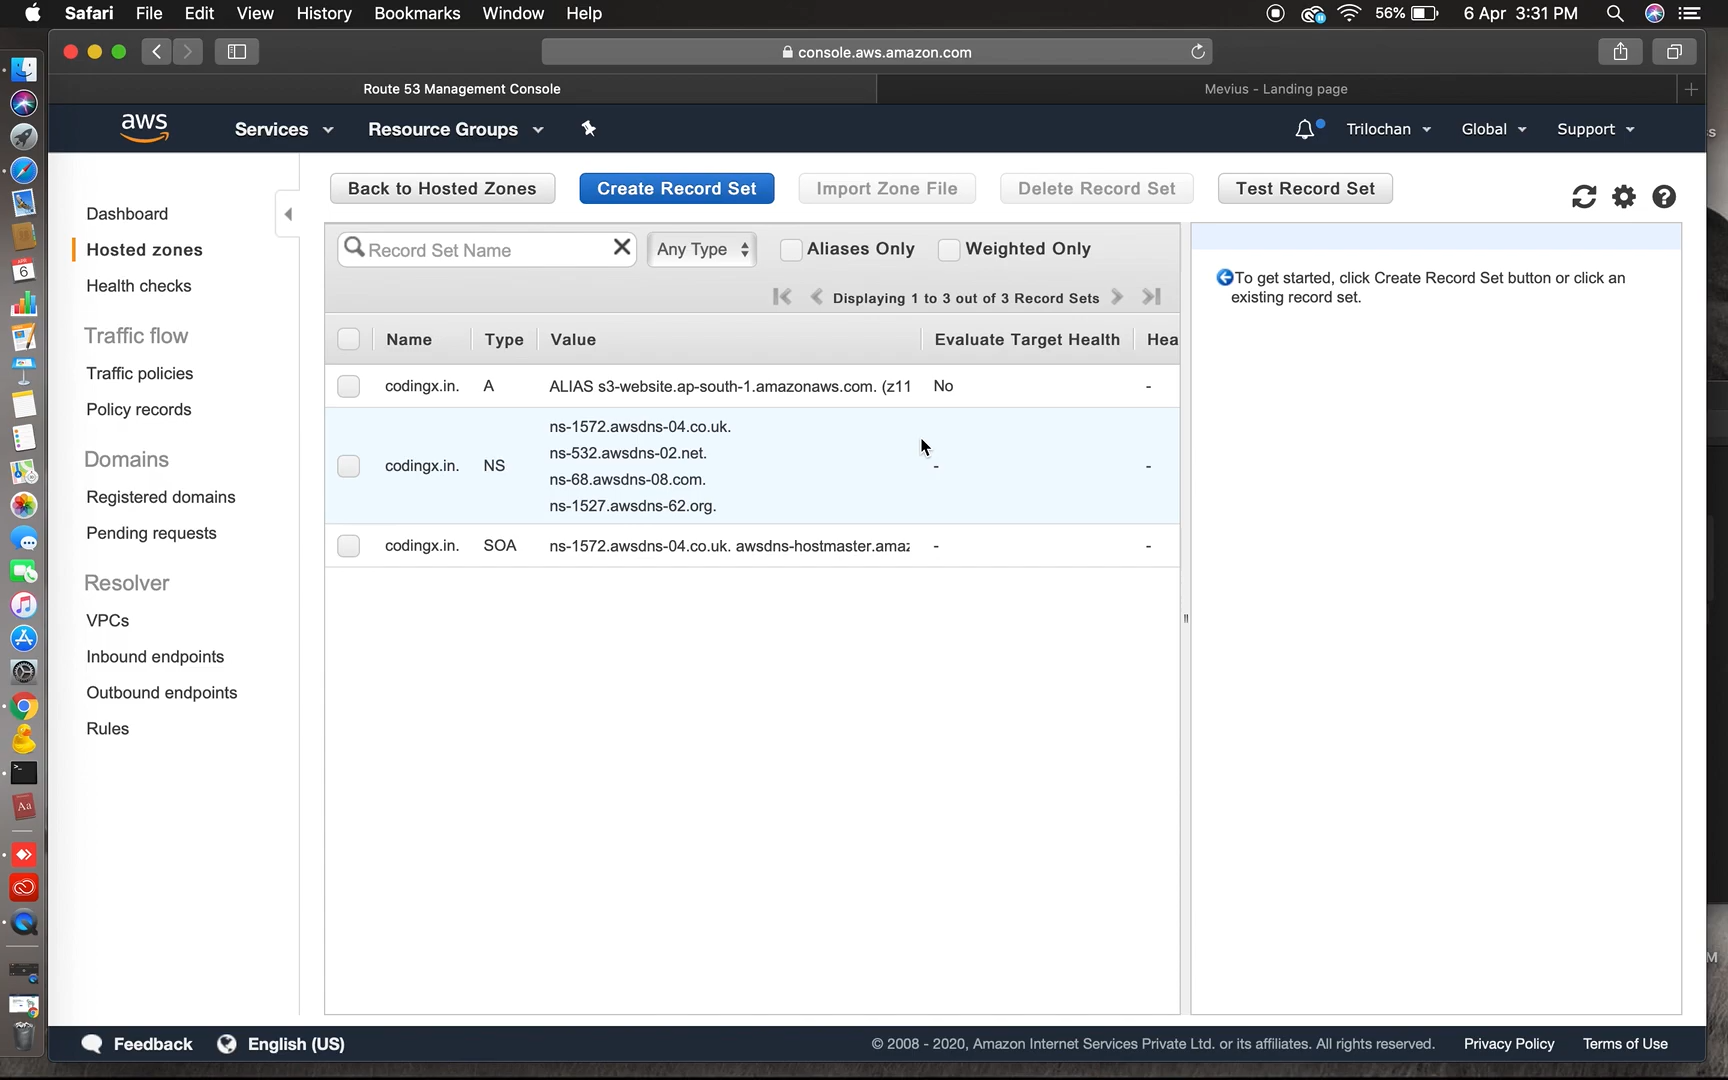 Safari File Edit View History Bookmarks Window Help 56% 6 Apr 3:31 PM
console.aws.amazon.com
Route 53 Management Console
Mevius - Landing page
aws Services Resource Groups Trilochan Global Support
Dashboard
Hosted zones
Health checks
Traffic flow
Traffic policies
Policy records
Domains
Registered domains
Pending requests
Resolver
VPCs
Inbound endpoints
Outbound endpoints
Rules
Back to Hosted Zones Create Record Set Import Zone File Delete Record Set Test Record Set
Record Set Name Any Type Aliases Only Weighted Only
Displaying 1 to 3 out of 3 Record Sets
Name Type Value Evaluate Target Health Hea
codingx.in. A ALIAS s3-website.ap-south-1.amazonaws.com. (z11 No -
ns-1572.awsdns-04.co.uk.
ns-532.awsdns-02.net.
codingx.in. NS - -
ns-68.awsdns-08.com.
ns-1527.awsdns-62.org.
codingx.in. SOA ns-1572.awsdns-04.co.uk. awsdns-hostmaster.amaz - -
To get started, click Create Record Set button or click an
existing record set.
Feedback English (US) © 2008 - 2020, Amazon Internet Services Private Ltd. or its affiliates. All rights reserved. Privacy Policy Terms of Use